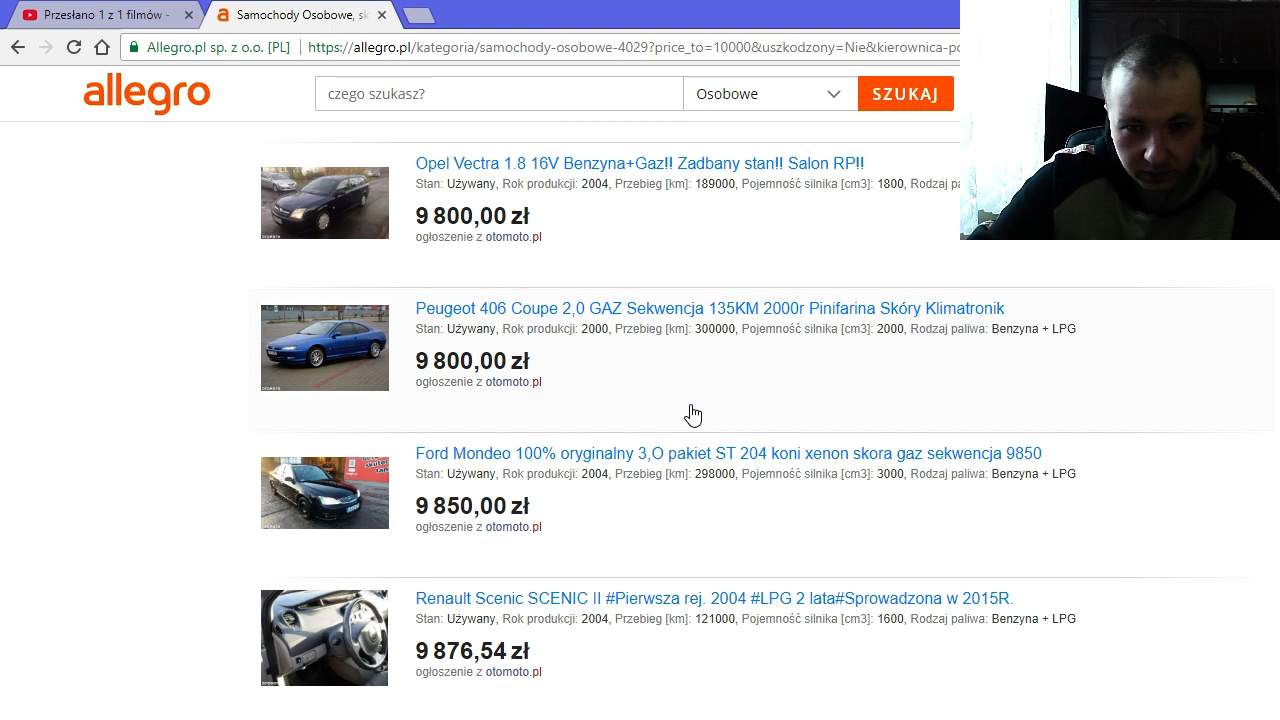 Przesłano 1 z 1 filmów -
Samochody Osobowe, sk
Allegro.pl sp. z o.o. [PL]
https://allegro.pl/kategoria/samochody-osobowe-4029?price_to=10000&uszkodzony=Nie&kierownica-po
allegro
czego szukasz?
Osobowe
SZUKAJ
Opel Vectra 1.8 16V Benzyna+Gaz!! Zadbany stan!! Salon RP!!
Stan: Używany, Rok produkcji: 2004, Przebieg [km]: 189000, Pojemność silnika [cm3]: 1800, Rodzaj pa
9 800,00 zł
ogłoszenie z otomoto.pl
Peugeot 406 Coupe 2,0 GAZ Sekwencja 135KM 2000r Pinifarina Skóry Klimatronik
Stan: Używany, Rok produkcji: 2000, Przebieg [km]: 300000, Pojemność silnika [cm3]: 2000, Rodzaj paliwa: Benzyna + LPG
9 800,00 zł
ogłoszenie z otomoto.pl
Ford Mondeo 100% oryginalny 3,O pakiet ST 204 koni xenon skora gaz sekwencja 9850
Stan: Używany, Rok produkcji: 2004, Przebieg [km]: 298000, Pojemność silnika [cm3]: 3000, Rodzaj paliwa: Benzyna + LPG
9 850,00 zł
ogłoszenie z otomoto.pl
Renault Scenic SCENIC II #Pierwsza rej. 2004 #LPG 2 lata#Sprowadzona w 2015R.
Stan: Używany, Rok produkcji: 2004, Przebieg [km]: 121000, Pojemność silnika [cm3]: 1600, Rodzaj paliwa: Benzyna + LPG
9 876,54 zł
ogłoszenie z otomoto.pl